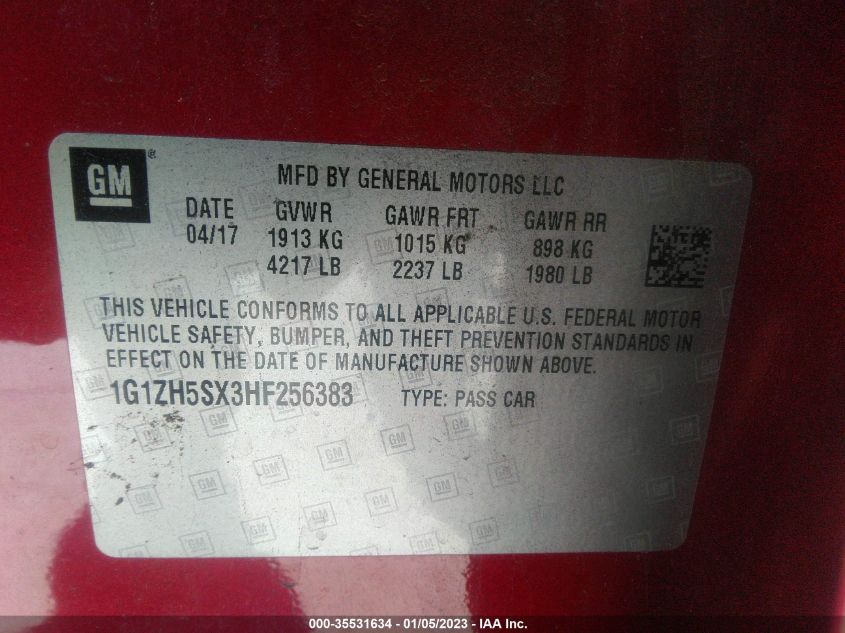 GM ®
MFD BY GENERAL MOTORS LLC
DATE GVWR GAWR FRT GAWR RR
04/17 1913 KG 1015 KG 898 KG
4217 LB 2237 LB 1980 LB
THIS VEHICLE CONFORMS TO ALL APPLICABLE U.S. FEDERAL MOTOR
VEHICLE SAFETY, BUMPER, AND THEFT PREVENTION STANDARDS IN
EFFECT ON THE DATE OF MANUFACTURE SHOWN ABOVE.
1G1ZH5SX3HF256383 TYPE: PASS CAR
000-35531634 - 01/05/2023 - IAA Inc.